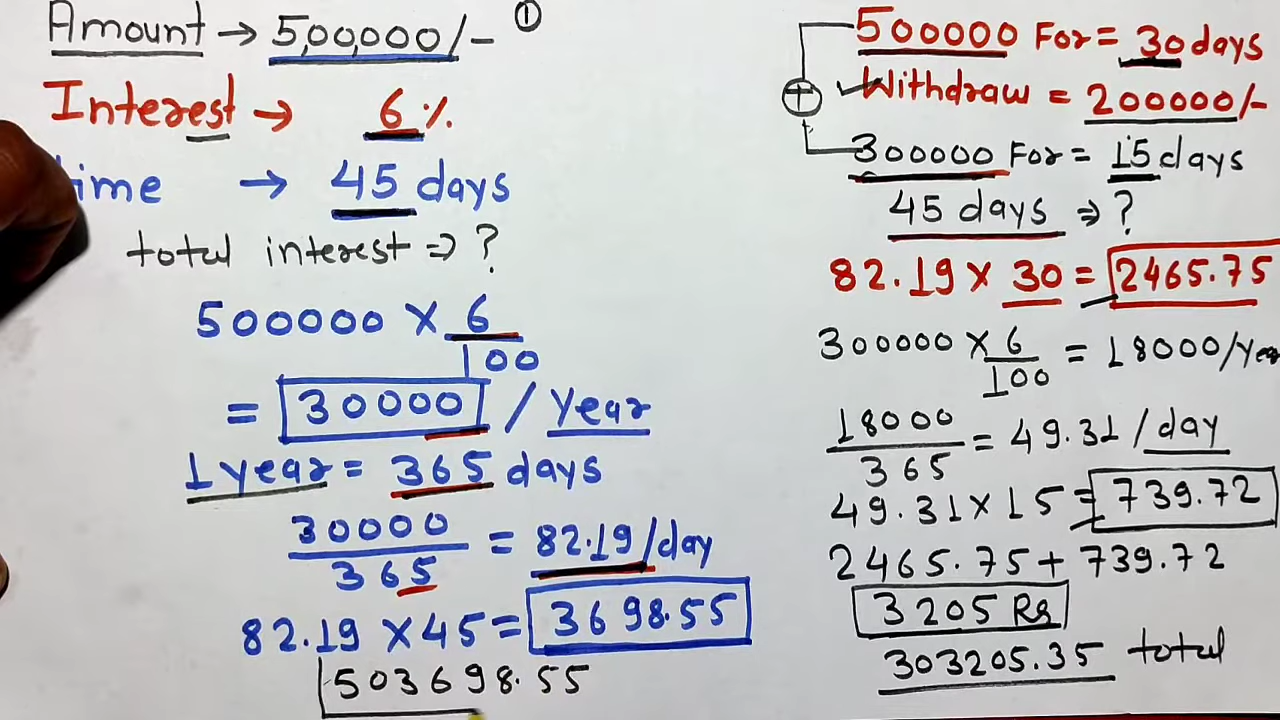 Amount → 5,00,000/- ①
Interest → 6 %
ime → 45 days
total interest ⇒ ?
500000 × 6/100
= 30000 / Year
1 year = 365 days
30000/365 = 82.19/day
82.19 × 45 = 3698.55
503698.55
500000 For = 30 days
Withdraw = 200000/-
300000 For = 15 days
45 days ⇒ ?
82.19 × 30 = 2465.75
300000 × 6/100 = 18000/Yea
18000/365 = 49.31 / day
49.31 × 15 = 739.72
2465.75 + 739.72
3205 Rs
303205.35 total